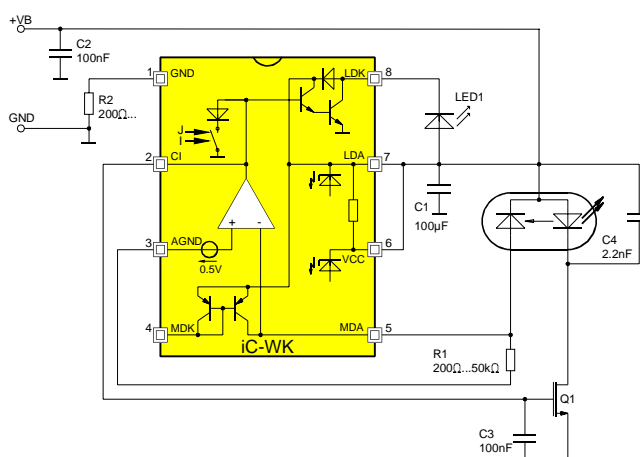 +VB
C2
100nF
1
GND
LDK
8
R2
200Ω...
LED1
GND
J
I
2
CI
LDA
7
C1
100µF
3
AGND
+
-
0.5V
VCC
6
C4
2.2nF
4
MDK
MDA
5
iC-WK
R1
200Ω...50kΩ
Q1
C3
100nF